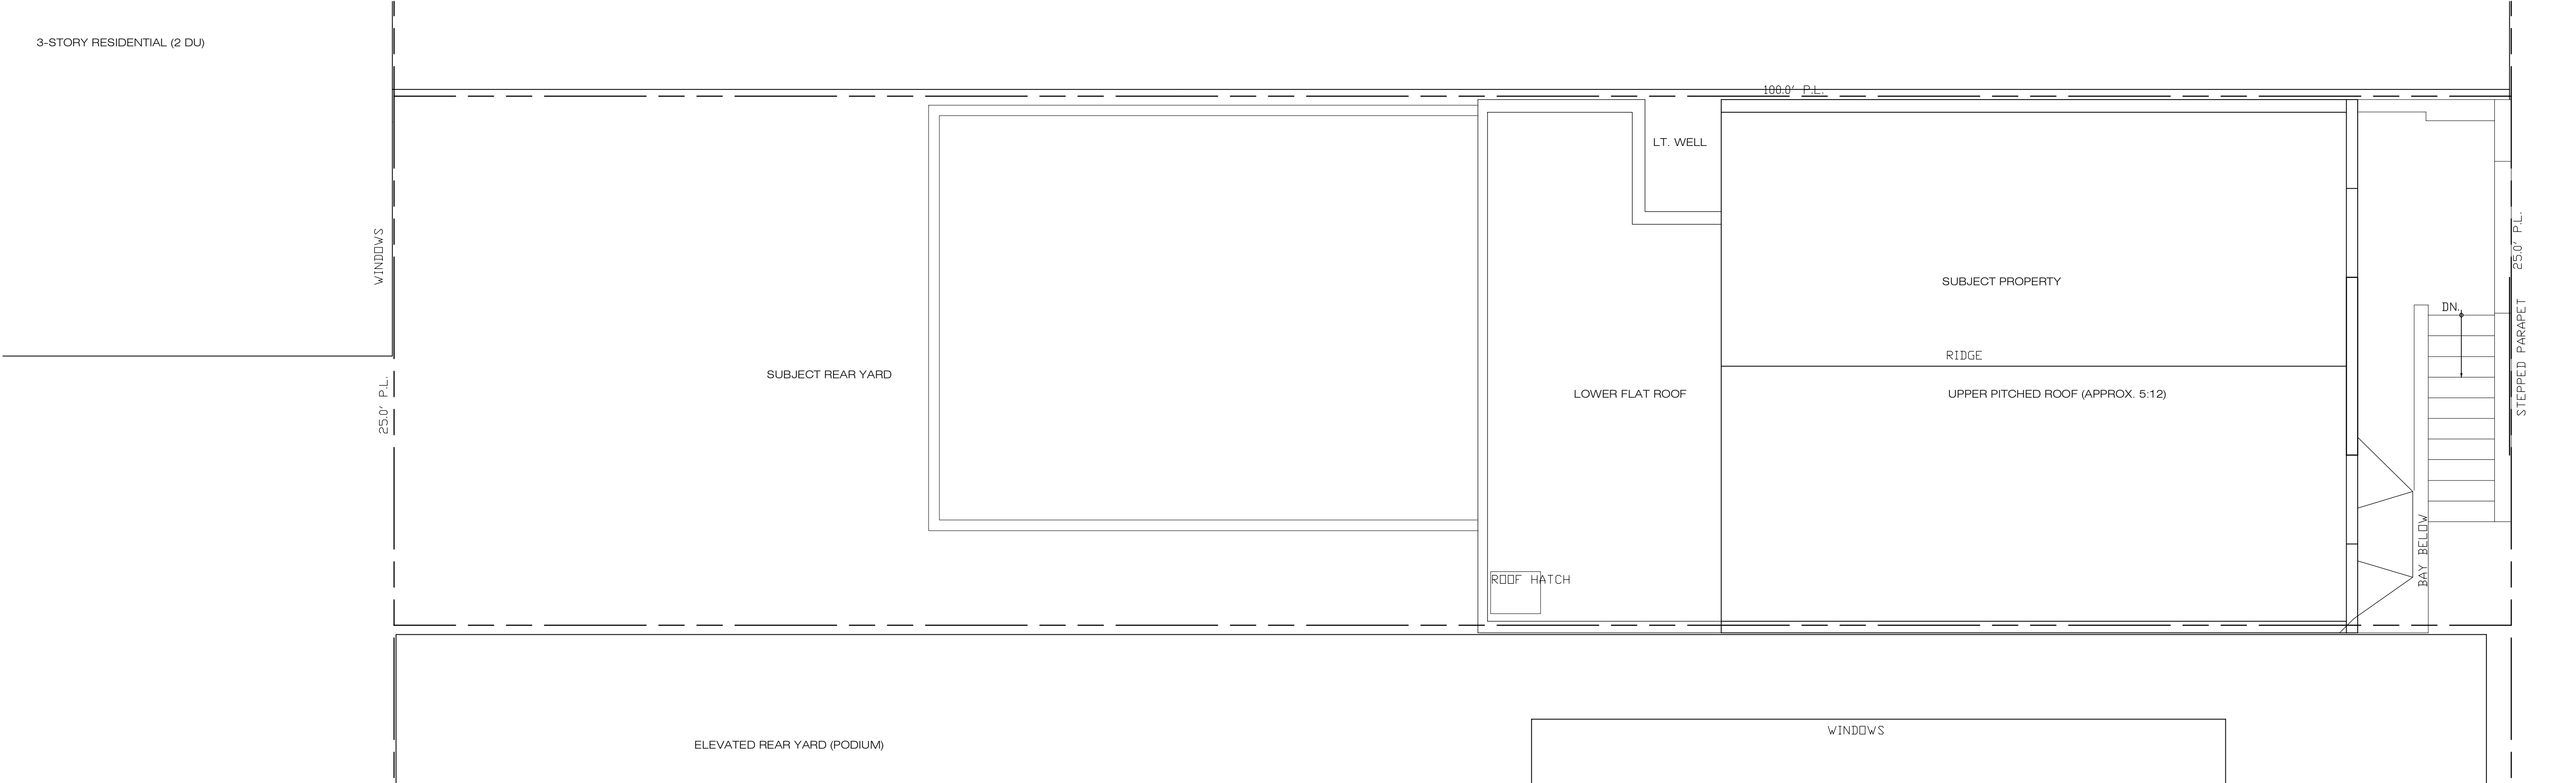 3-STORY RESIDENTIAL (2 DU)
100.0' P.L.
LT. WELL
WINDOWS
25.0' P.L.
SUBJECT PROPERTY
DN.
STEPPED PARAPET
RIDGE
SUBJECT REAR YARD
25.0' P.L.
LOWER FLAT ROOF
UPPER PITCHED ROOF (APPROX. 5:12)
BAY BELOW
ROOF HATCH
WINDOWS
ELEVATED REAR YARD (PODIUM)